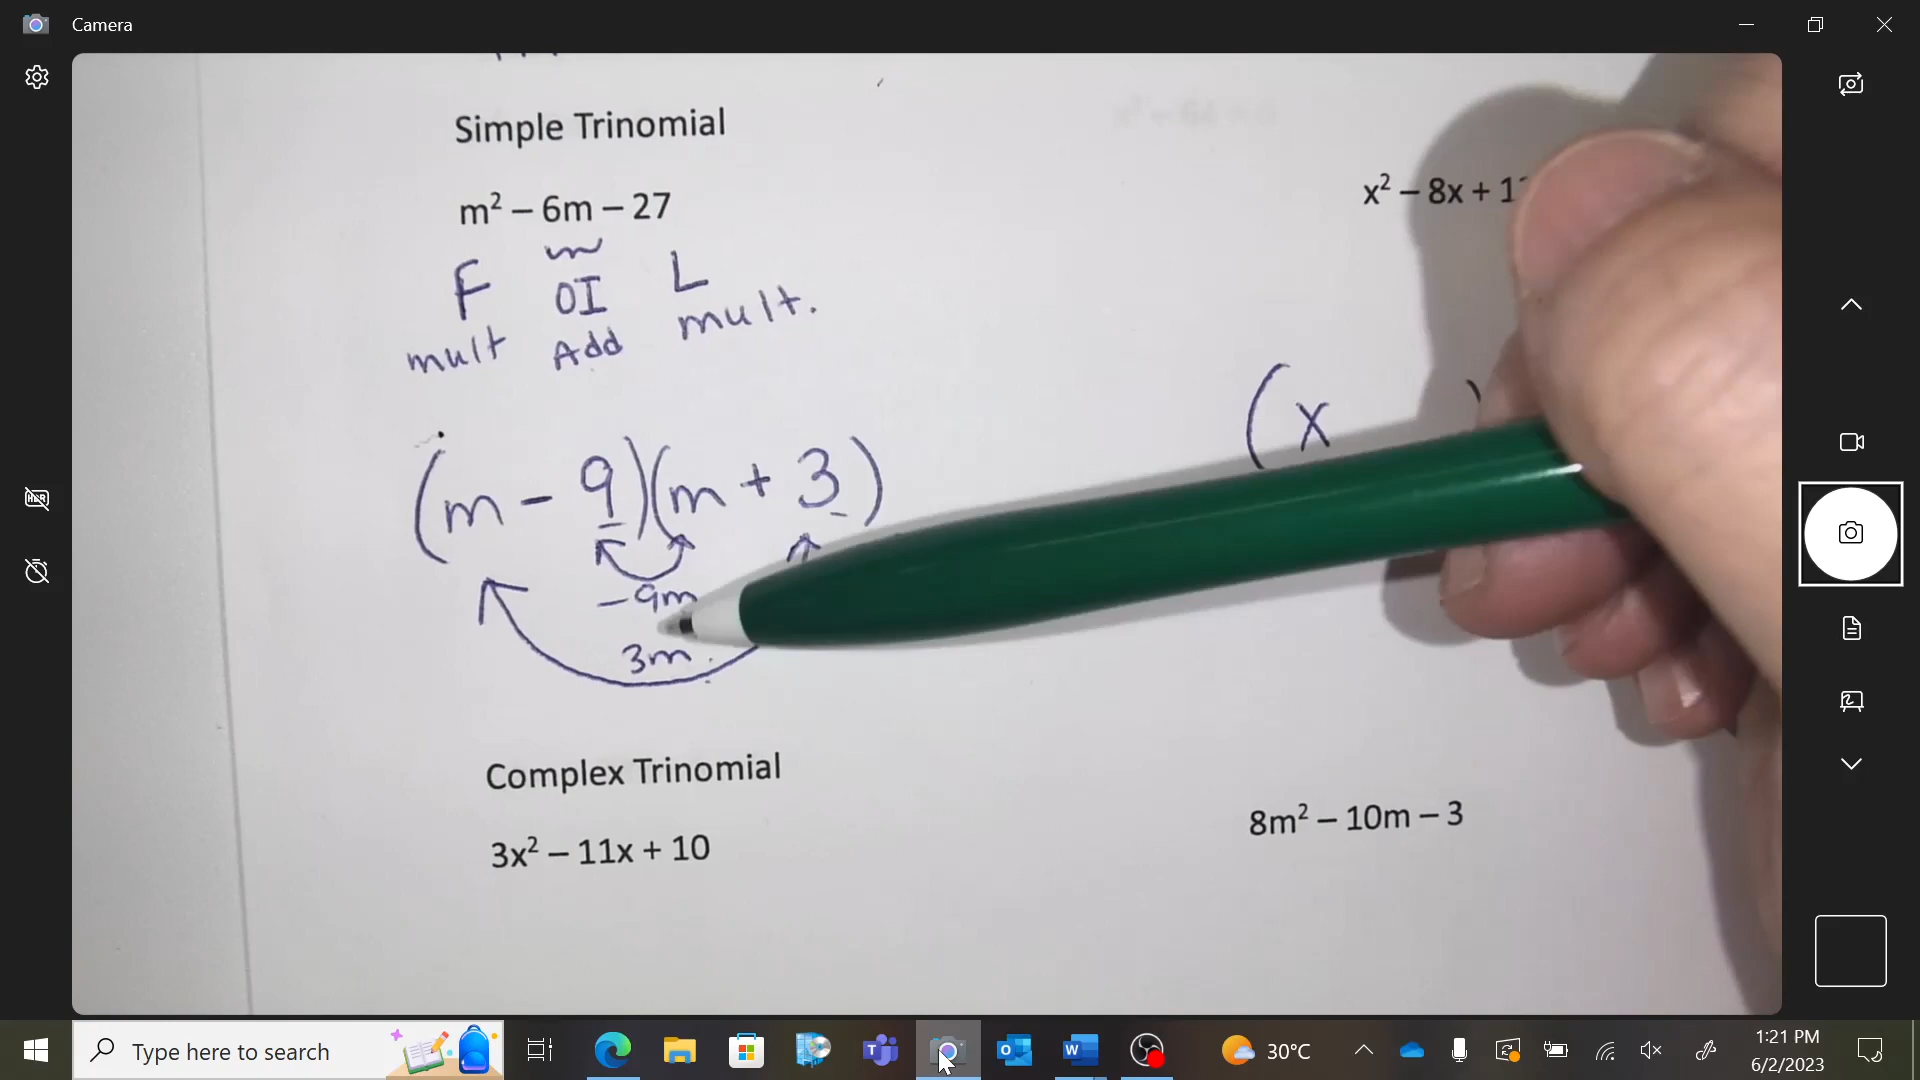 Camera
Simple Trinomial
m² – 6m – 27
F OI L
mult Add mult.
(m - 9)(m + 3)
-9m
3m
x² – 8x + 1
(x )
Complex Trinomial
3x² – 11x + 10
8m² – 10m – 3
Type here to search
30°C
1:21 PM
6/2/2023